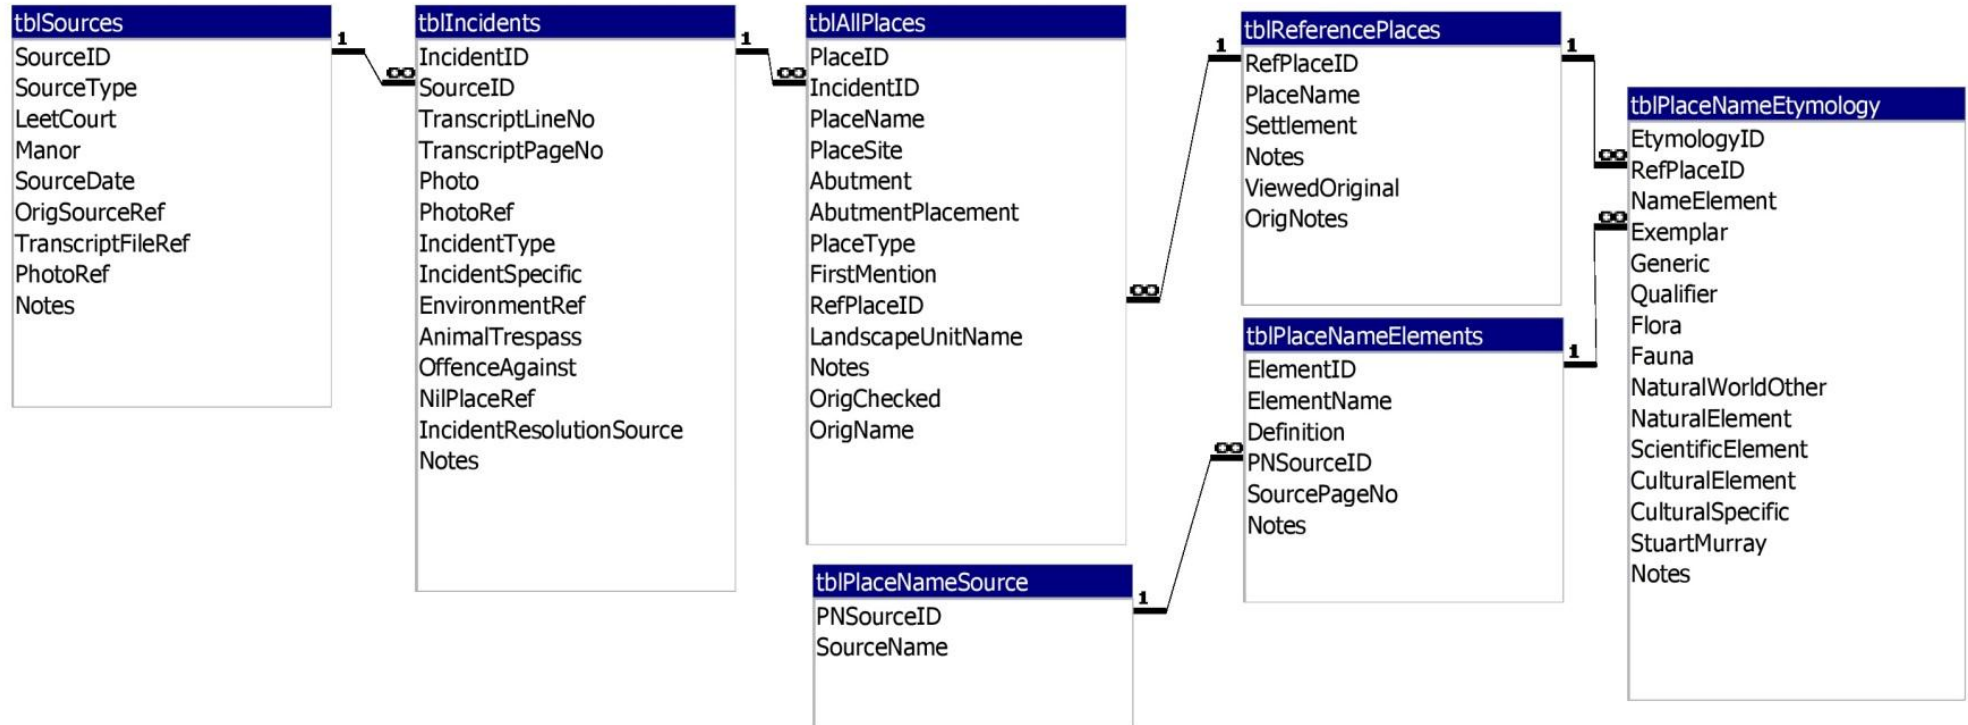 tblSources
SourceID
SourceType
LeetCourt
Manor
SourceDate
OrigSourceRef
TranscriptFileRef
PhotoRef
Notes
1
∞
tblIncidents
IncidentID
SourceID
TranscriptLineNo
TranscriptPageNo
Photo
PhotoRef
IncidentType
IncidentSpecific
EnvironmentRef
AnimalTrespass
OffenceAgainst
NilPlaceRef
IncidentResolutionSource
Notes
1
∞
tblAllPlaces
PlaceID
IncidentID
PlaceName
PlaceSite
Abutment
AbutmentPlacement
PlaceType
FirstMention
RefPlaceID
LandscapeUnitName
Notes
OrigChecked
OrigName
∞
1
tblReferencePlaces
RefPlaceID
PlaceName
Settlement
Notes
ViewedOriginal
OrigNotes
1
∞
tblPlaceNameEtymology
EtymologyID
RefPlaceID
NameElement
Exemplar
Generic
Qualifier
Flora
Fauna
NaturalWorldOther
NaturalElement
ScientificElement
CulturalElement
CulturalSpecific
StuartMurray
Notes
∞
1
tblPlaceNameElements
ElementID
ElementName
Definition
PNSourceID
SourcePageNo
Notes
∞
1
tblPlaceNameSource
PNSourceID
SourceName